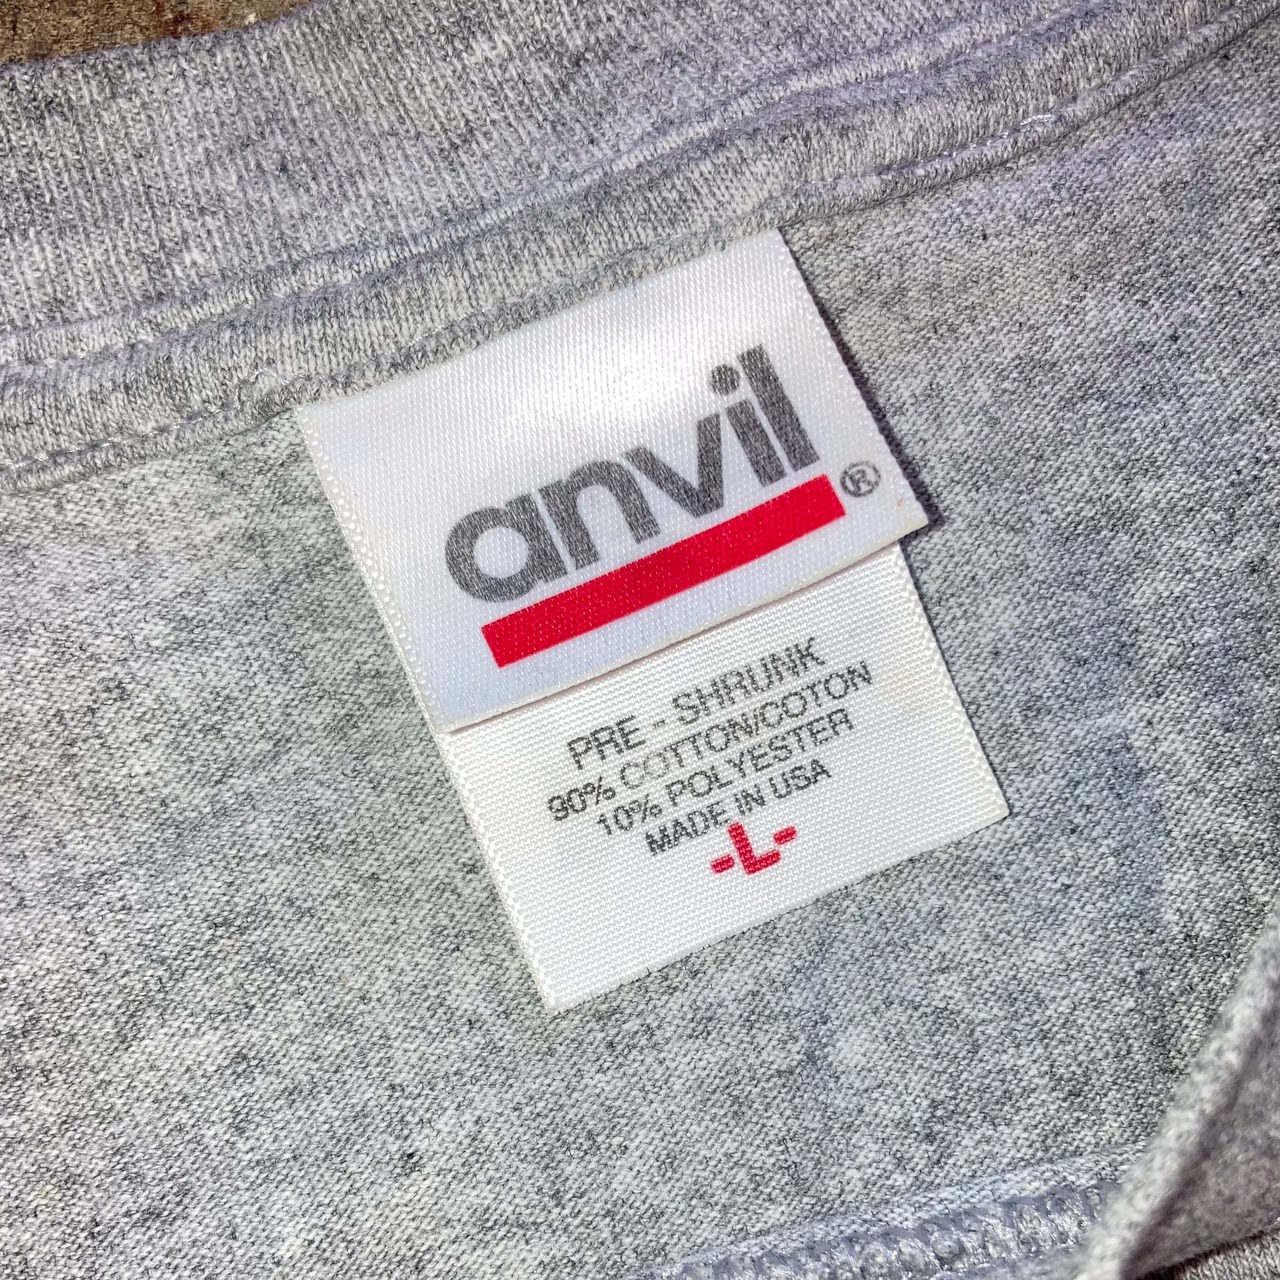 anvil®
PRE - SHRUNK
90% COTTON/COTON
10% POLYESTER
MADE IN USA
-L-